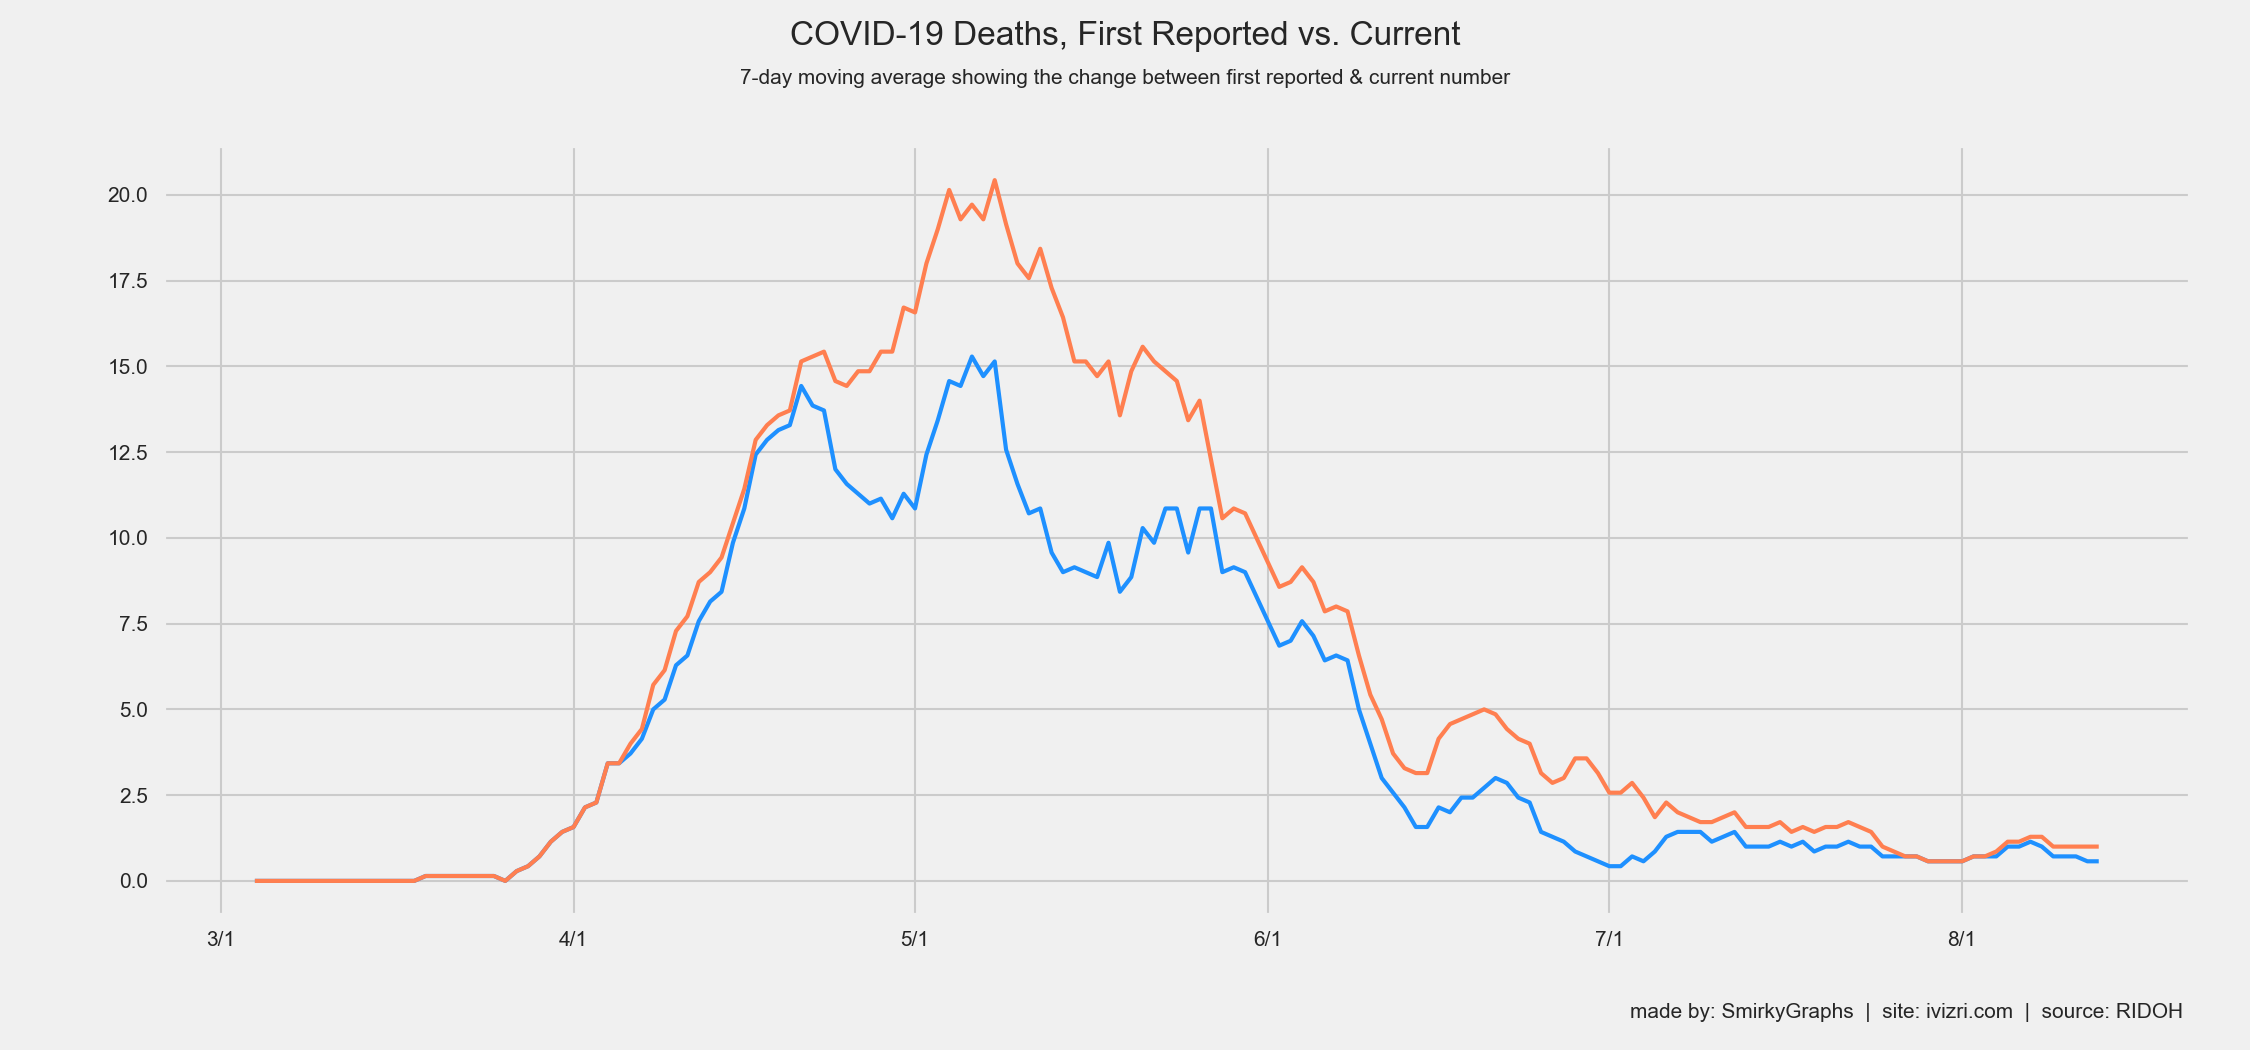 COVID-19 Deaths, First Reported vs. Current
7-day moving average showing the change between first reported & current number
20.0
17.5
15.0
12.5
10.0
7.5
5.0
2.5
0.0
3/1 4/1 5/1 6/1 7/1 8/1
made by: SmirkyGraphs | site: ivizri.com | source: RIDOH